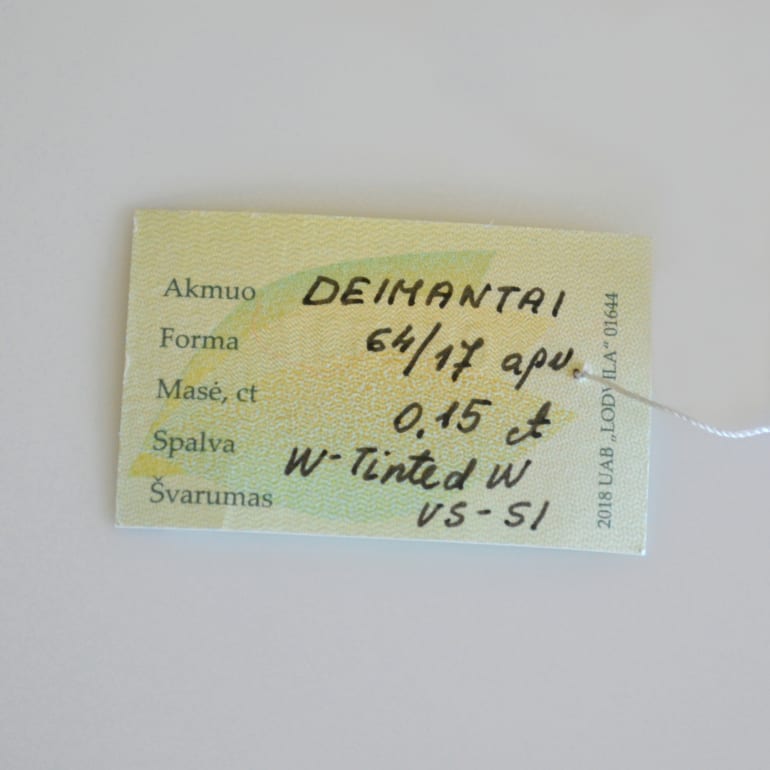 Akmuo DEIMANTAI
Forma 64/17 apv.
Masė, ct 0,15 ct
Spalva W-Tinted W
Švarumas VS-SI
2018 UAB „LODVILA“ 01644